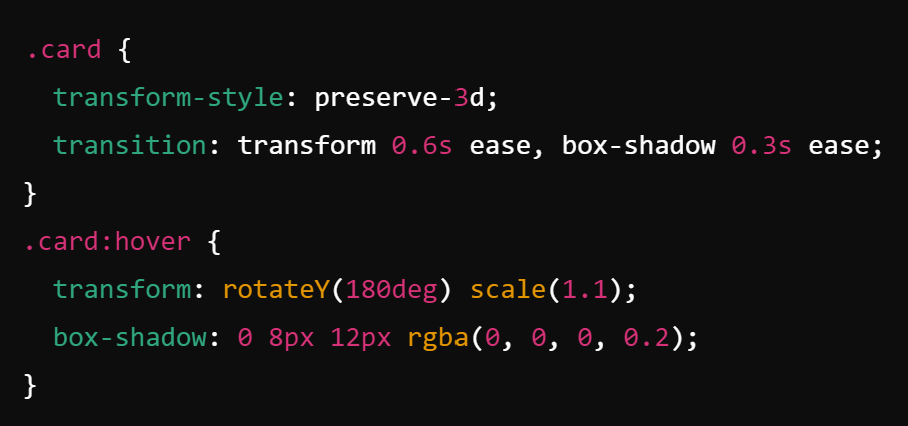 .card {
transform-style: preserve-3d;
transition: transform 0.6s ease, box-shadow 0.3s ease;
}
.card:hover {
transform: rotateY(180deg) scale(1.1);
box-shadow: 0 8px 12px rgba(0, 0, 0, 0.2);
}